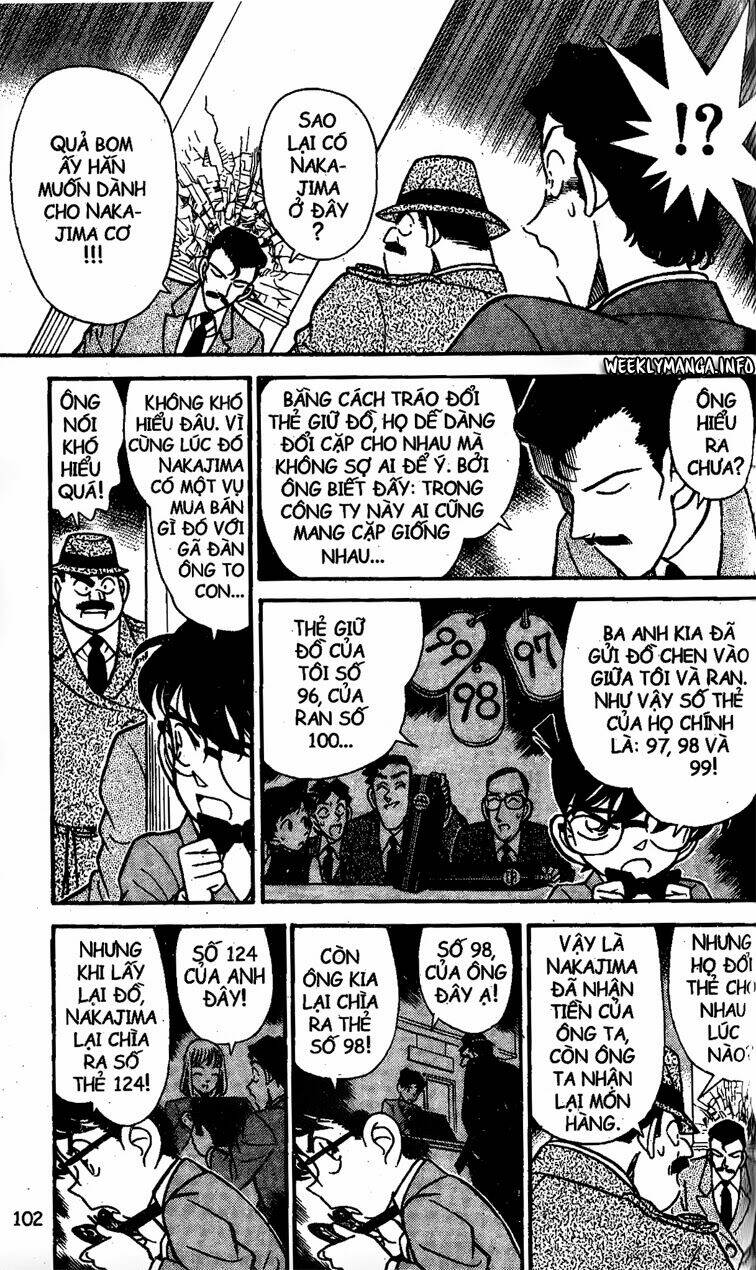 !?
SAO
LẠI CÓ
NAKA-
JIMA
Ở ĐÂY
?
QUẢ BOM
ẤY HẮN
MUỐN DÀNH
CHO NAKA-
JIMA CƠ
!!!
WEEKLYMANGA.INFO
ÔNG
HIỂU
RA
CHƯA?
BẰNG CÁCH TRÁO ĐỔI
THẺ GIỮ ĐỒ, HỌ DỄ DÀNG
ĐỔI CẶP CHO NHAU MÀ
KHÔNG SỢ AI ĐỂ Ý. BỞI
ÔNG BIẾT ĐẤY: TRONG
CÔNG TY NÀY AI CŨNG
MANG CẶP GIỐNG
NHAU...
KHÔNG KHÓ
HIỂU ĐÂU. VÌ
CÙNG LÚC ĐÓ
NAKAJIMA
CÓ MỘT VỤ
MUA BÁN
GÌ ĐÓ VỚI
GÃ ĐÀN
ÔNG TO
CON...
ÔNG
NÓI
KHÓ
HIỂU
QUÁ!
BA ANH KIA ĐÃ
GỬI ĐỒ CHEN VÀO
GIỮA TÔI VÀ RAN.
NHƯ VẬY SỐ THẺ
CỦA HỌ CHÍNH
LÀ: 97, 98 VÀ
99!
97
98
99
THẺ GIỮ
ĐỒ CỦA
TÔI SỐ
96, CỦA
RAN SỐ
100...
NHƯNG
HỌ ĐỔI
THẺ CHO
NHAU
LÚC
NÀO?
VẬY LÀ
NAKAJIMA
ĐÃ NHẬN
TIỀN CỦA
ÔNG TA,
CÒN ÔNG
TA NHẬN
LẠI MÓN
HÀNG.
SỐ 98,
CỦA ÔNG
ĐÂY Ạ!
CÒN
ÔNG KIA
LẠI CHÌA
RA THẺ
SỐ 98!
SỐ 124
CỦA ANH
ĐÂY!
NHƯNG
KHI LẤY
LẠI ĐỒ,
NAKAJIMA
LẠI CHÌA
RA SỐ
THẺ 124!
102